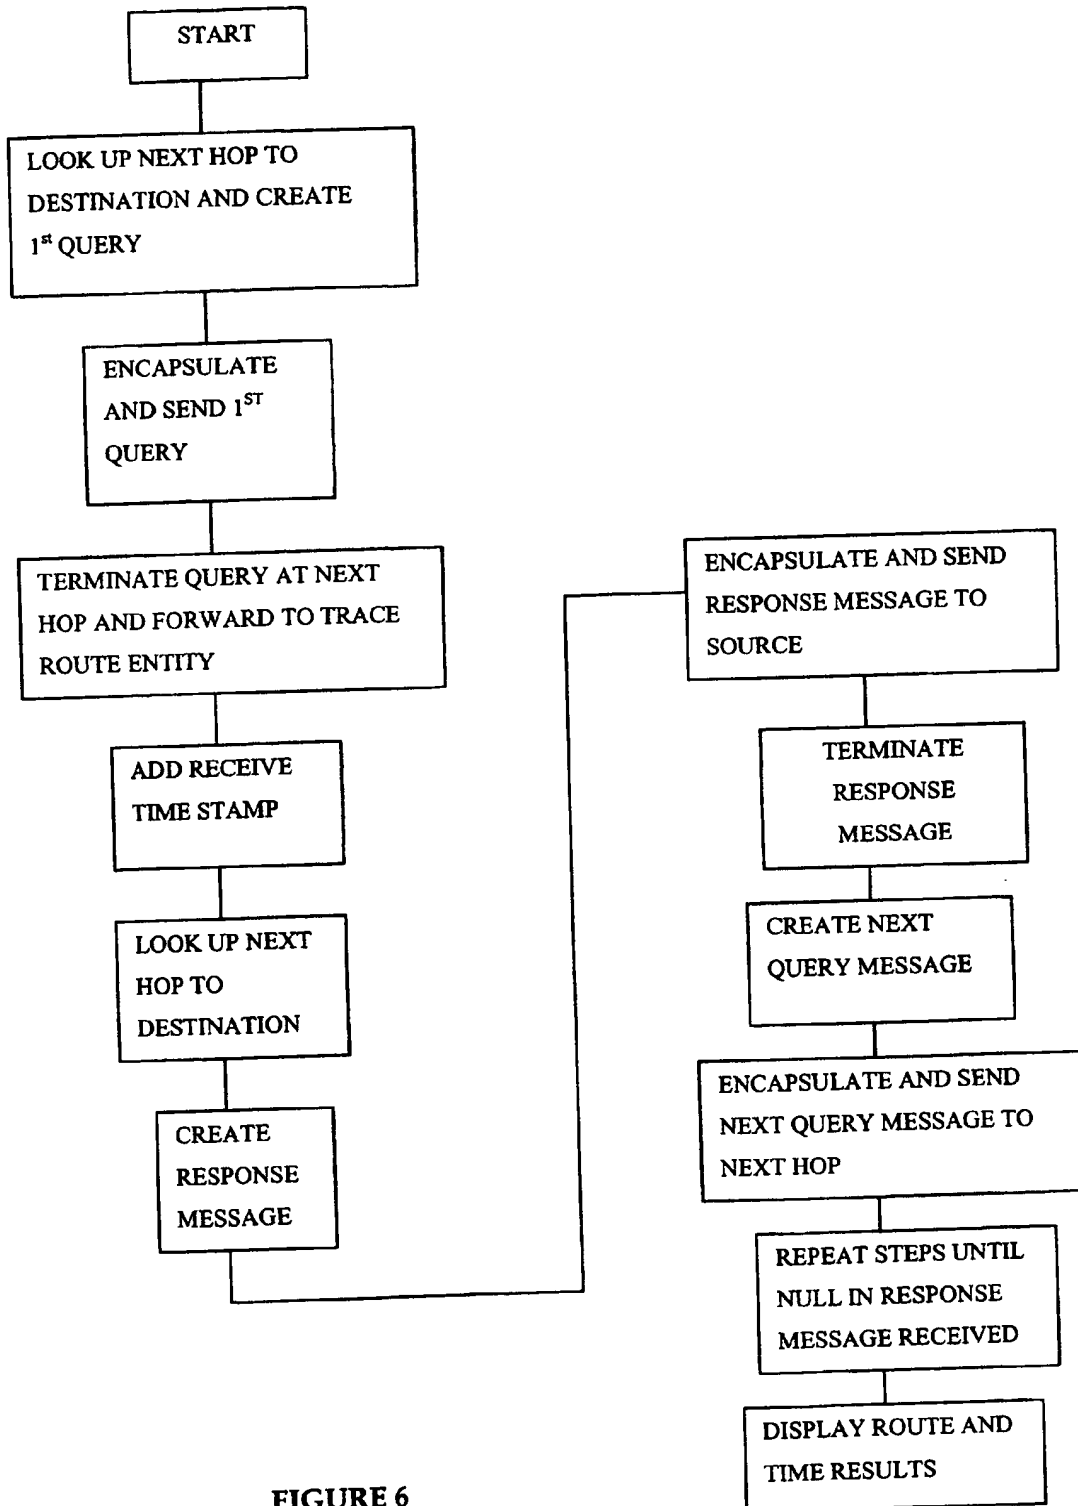 START
LOOK UP NEXT HOP TO
DESTINATION AND CREATE
1st QUERY
ENCAPSULATE
AND SEND 1ST
QUERY
TERMINATE QUERY AT NEXT
HOP AND FORWARD TO TRACE
ROUTE ENTITY
ADD RECEIVE
TIME STAMP
LOOK UP NEXT
HOP TO
DESTINATION
CREATE
RESPONSE
MESSAGE
ENCAPSULATE AND SEND
RESPONSE MESSAGE TO
SOURCE
TERMINATE
RESPONSE
MESSAGE
CREATE NEXT
QUERY MESSAGE
ENCAPSULATE AND SEND
NEXT QUERY MESSAGE TO
NEXT HOP
REPEAT STEPS UNTIL
NULL IN RESPONSE
MESSAGE RECEIVED
DISPLAY ROUTE AND
TIME RESULTS
FIGURE 6